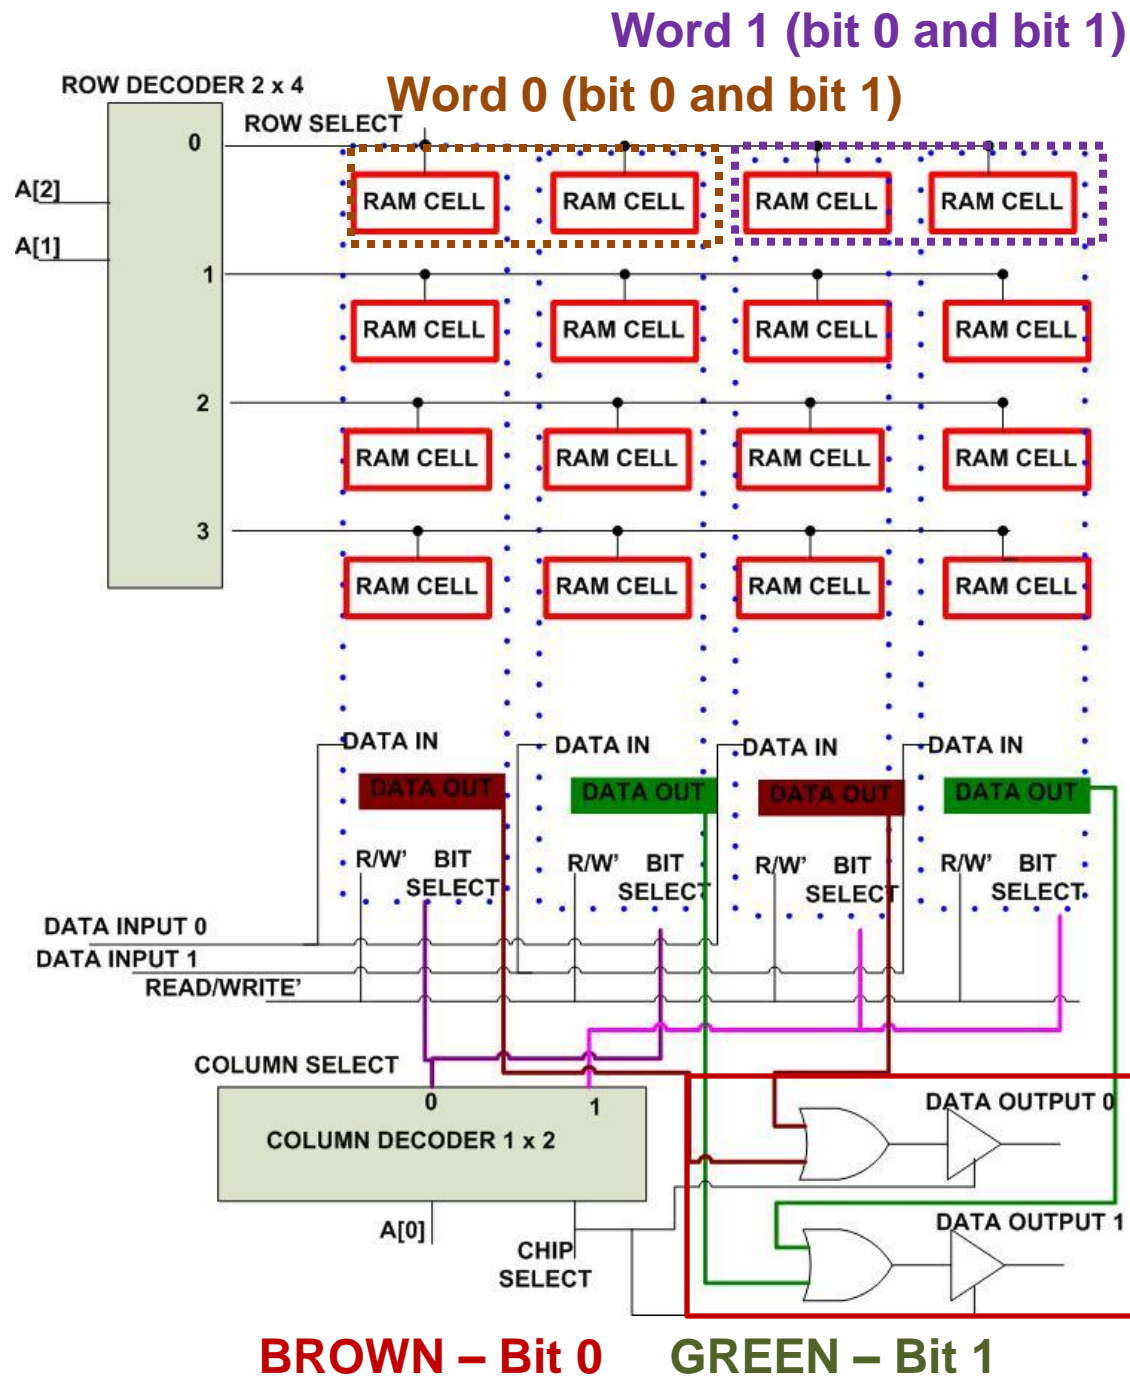 Word 1 (bit 0 and bit 1)
ROW DECODER 2 x 4
Word 0 (bit 0 and bit 1)
ROW SELECT
0
A[2]
RAM CELL RAM CELL RAM CELL RAM CELL
A[1]
1
RAM CELL RAM CELL RAM CELL RAM CELL
2
RAM CELL RAM CELL RAM CELL RAM CELL
3
RAM CELL RAM CELL RAM CELL RAM CELL
DATA IN DATA IN DATA IN DATA IN
DATA OUT DATA OUT DATA OUT DATA OUT
R/W' BIT SELECT R/W' BIT SELECT R/W' BIT SELECT R/W' BIT SELECT
DATA INPUT 0
DATA INPUT 1
READ/WRITE'
COLUMN SELECT
0 1
DATA OUTPUT 0
COLUMN DECODER 1 x 2
A[0]
DATA OUTPUT 1
CHIP
SELECT
BROWN – Bit 0 GREEN – Bit 1